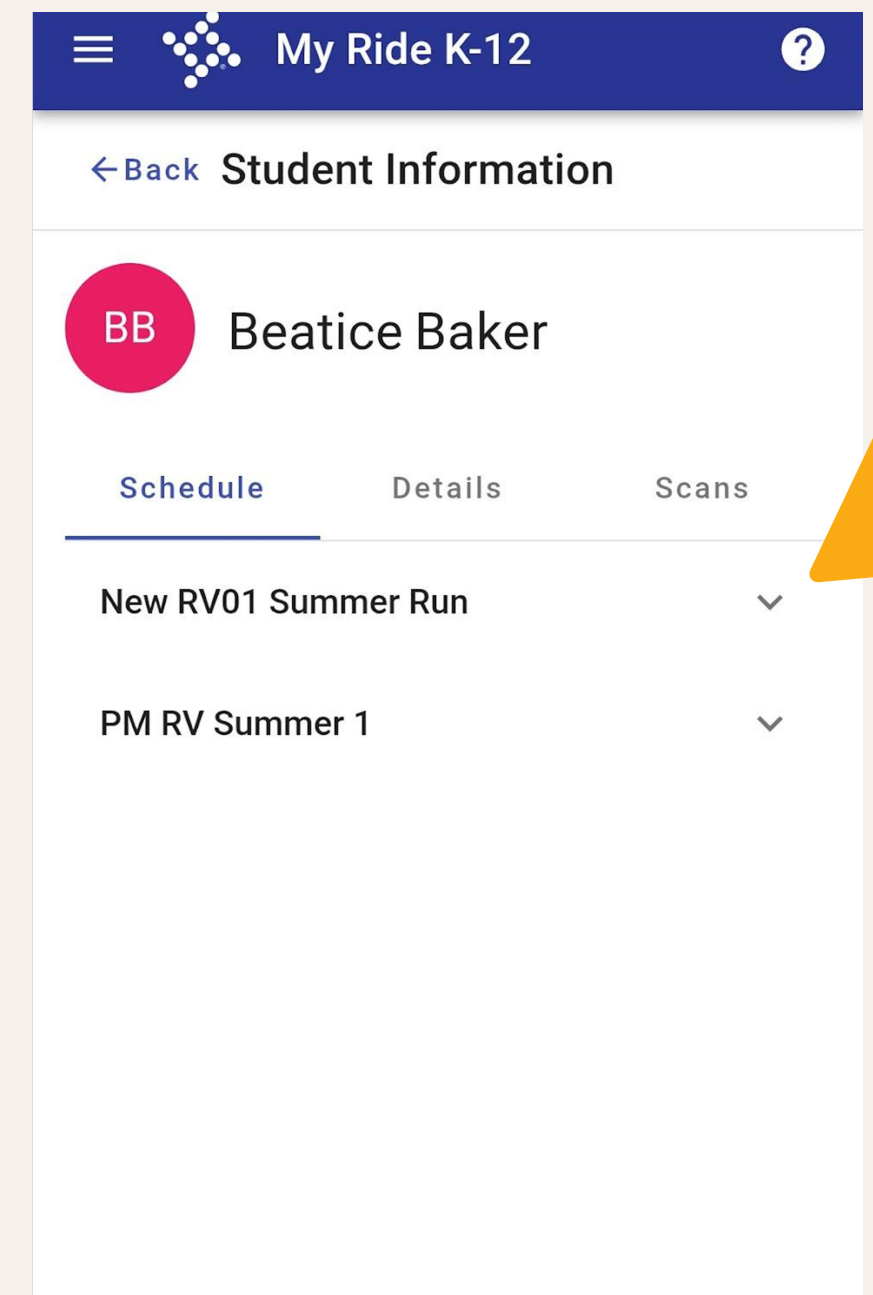 My Ride K-12 ?
←Back Student Information
BB Beatice Baker
Schedule Details Scans
New RV01 Summer Run
PM RV Summer 1